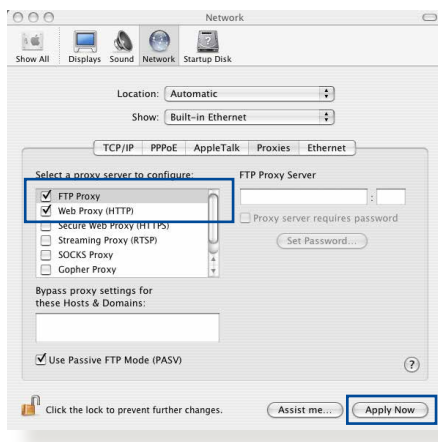 Network
Show All Displays Sound Network Startup Disk
Location: Automatic
Show: Built-in Ethernet
TCP/IP PPPoE AppleTalk Proxies Ethernet
Select a proxy server to configure: FTP Proxy Server
FTP Proxy
Web Proxy (HTTP)
:
Secure Web Proxy (HTTPS)
Proxy server requires password
Streaming Proxy (RTSP)
Set Password...
SOCKS Proxy
Gopher Proxy
Bypass proxy settings for
these Hosts & Domains:
Use Passive FTP Mode (PASV)
?
Click the lock to prevent further changes. Assist me... Apply Now